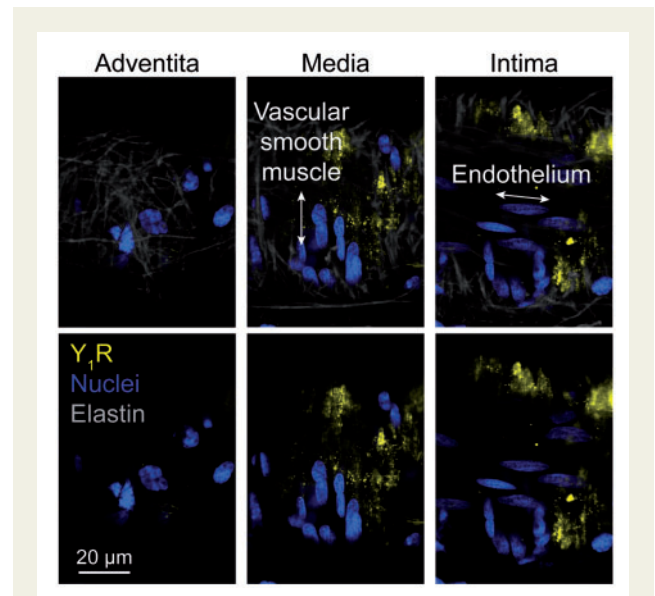 Adventita
Media
Intima
Vascular
smooth
muscle
Endothelium
Y₁R
Nuclei
Elastin
20 µm